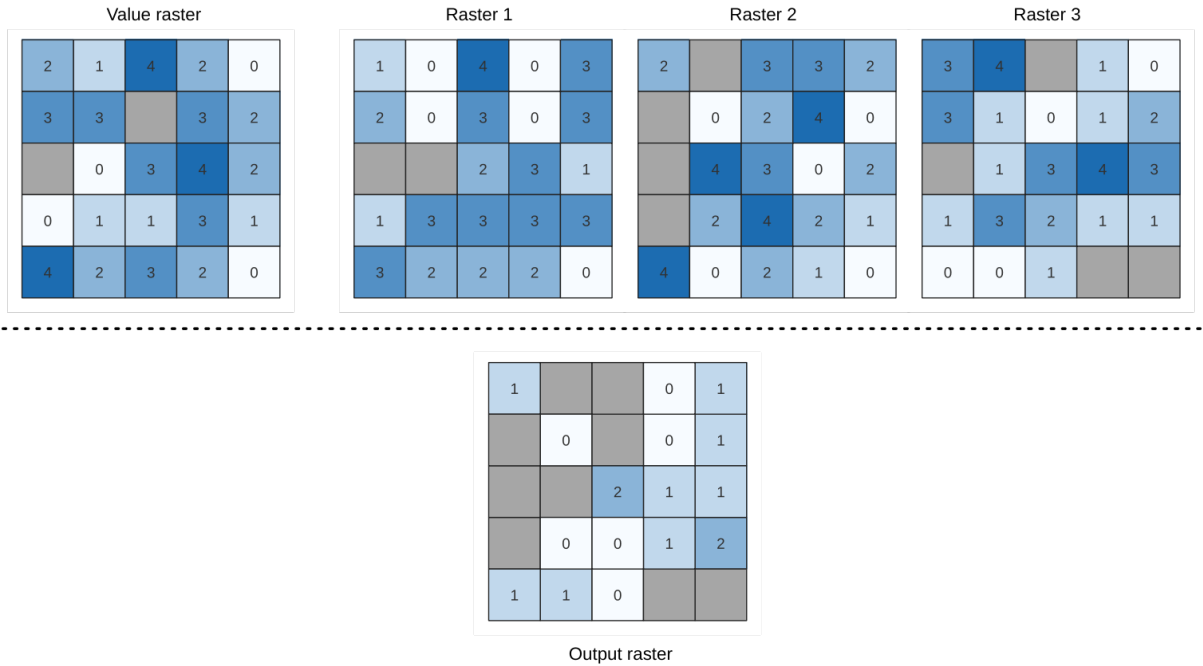 Value raster Raster 1 Raster 2 Raster 3
2 1 4 2 0 1 0 4 0 3 2 3 3 2 3 4 1 0
3 3 3 2 2 0 3 0 3 0 2 4 0 3 1 0 1 2
0 3 4 2 2 3 1 4 3 0 2 1 3 4 3
0 1 1 3 1 1 3 3 3 3 2 4 2 1 1 3 2 1 1
4 2 3 2 0 3 2 2 2 0 4 0 2 1 0 0 0 1
1 0 1
0 0 1
2 1 1
0 0 1 2
1 1 0
Output raster